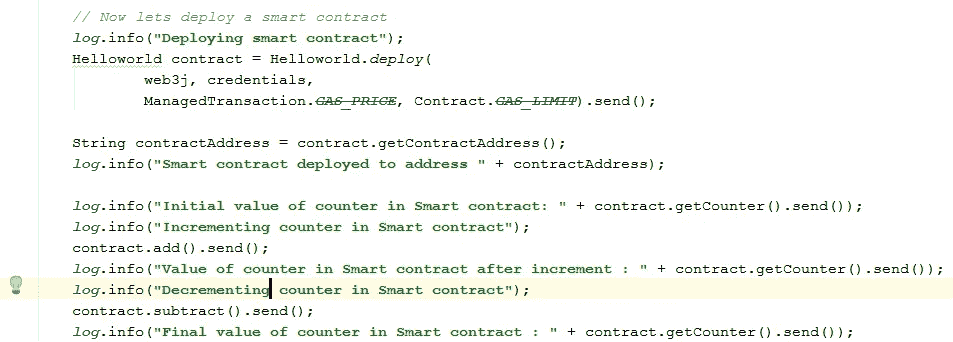 // Now lets deploy a smart contract
log.info("Deploying smart contract");
Helloworld contract = Helloworld.deploy(
web3j, credentials,
ManagedTransaction.GAS_PRICE, Contract.GAS_LIMIT).send();
String contractAddress = contract.getContractAddress();
log.info("Smart contract deployed to address " + contractAddress);
log.info("Initial value of counter in Smart contract: " + contract.getCounter().send());
log.info("Incrementing counter in Smart contract");
contract.add().send();
log.info("Value of counter in Smart contract after increment : " + contract.getCounter().send());
log.info("Decrementing counter in Smart contract");
contract.subtract().send();
log.info("Final value of counter in Smart contract : " + contract.getCounter().send());